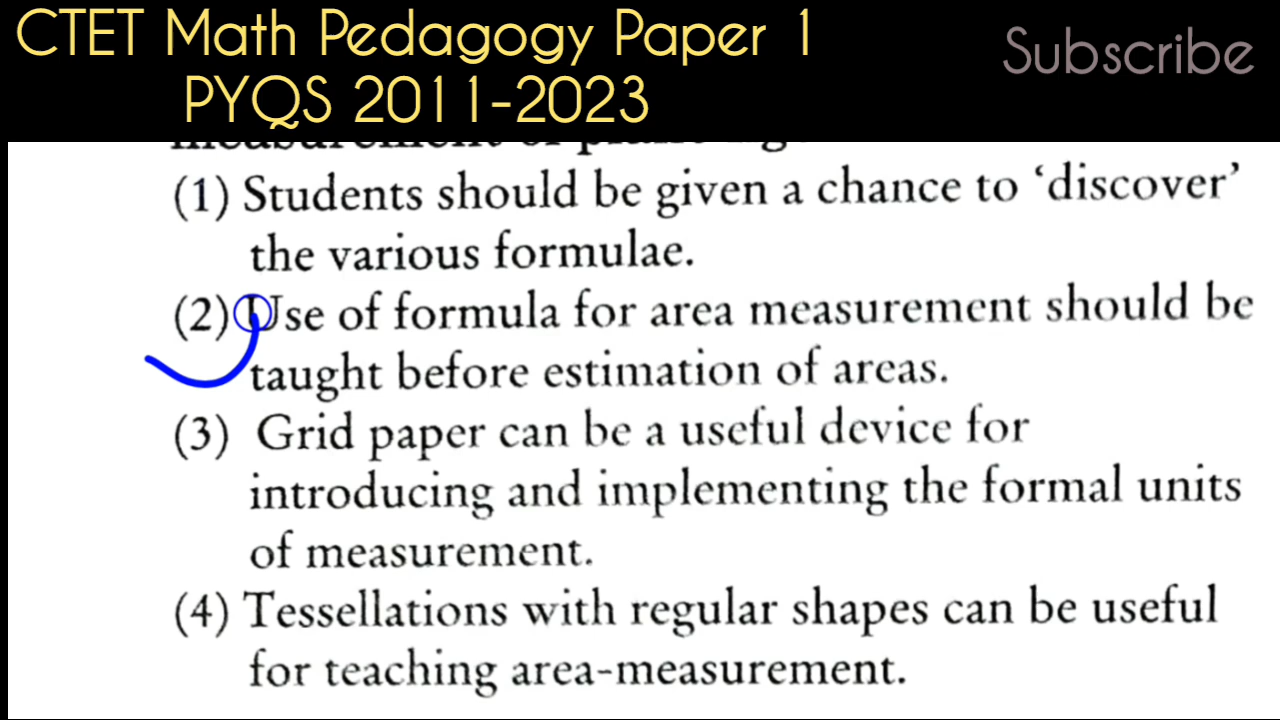 CTET Math Pedagogy Paper 1
PYQS 2011-2023
Subscribe
measurement of plane
(1) Students should be given a chance to ‘discover’
the various formulae.
(2) Use of formula for area measurement should be
taught before estimation of areas.
(3) Grid paper can be a useful device for
introducing and implementing the formal units
of measurement.
(4) Tessellations with regular shapes can be useful
for teaching area-measurement.